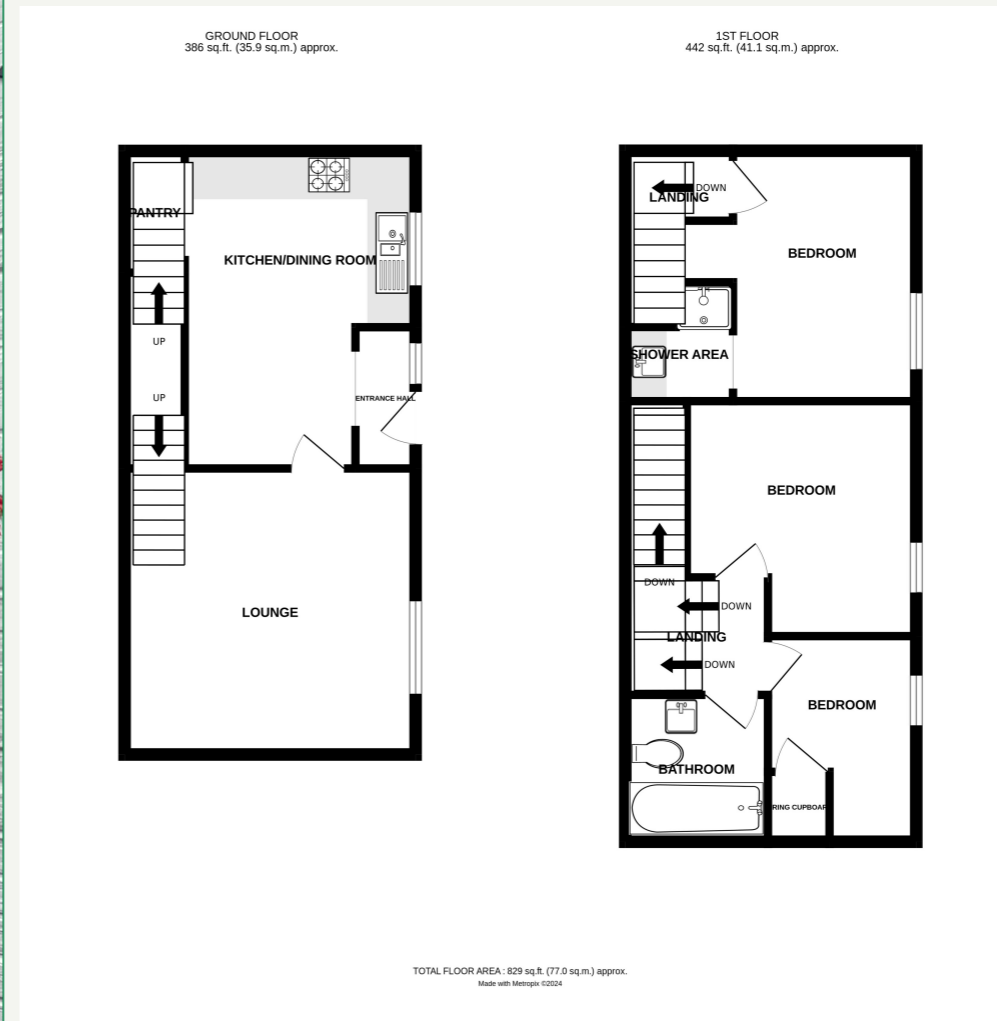 GROUND FLOOR
386 sq.ft. (35.9 sq.m.) approx.
1ST FLOOR
442 sq.ft. (41.1 sq.m.) approx.
PANTRY
KITCHEN/DINING ROOM
UP
UP
ENTRANCE HALL
LOUNGE
DOWN
LANDING
BEDROOM
SHOWER AREA
BEDROOM
DOWN
DOWN
LANDING
DOWN
BEDROOM
BATHROOM
RING CUPBOAR
TOTAL FLOOR AREA : 829 sq.ft. (77.0 sq.m.) approx.
Made with Metropix ©2024